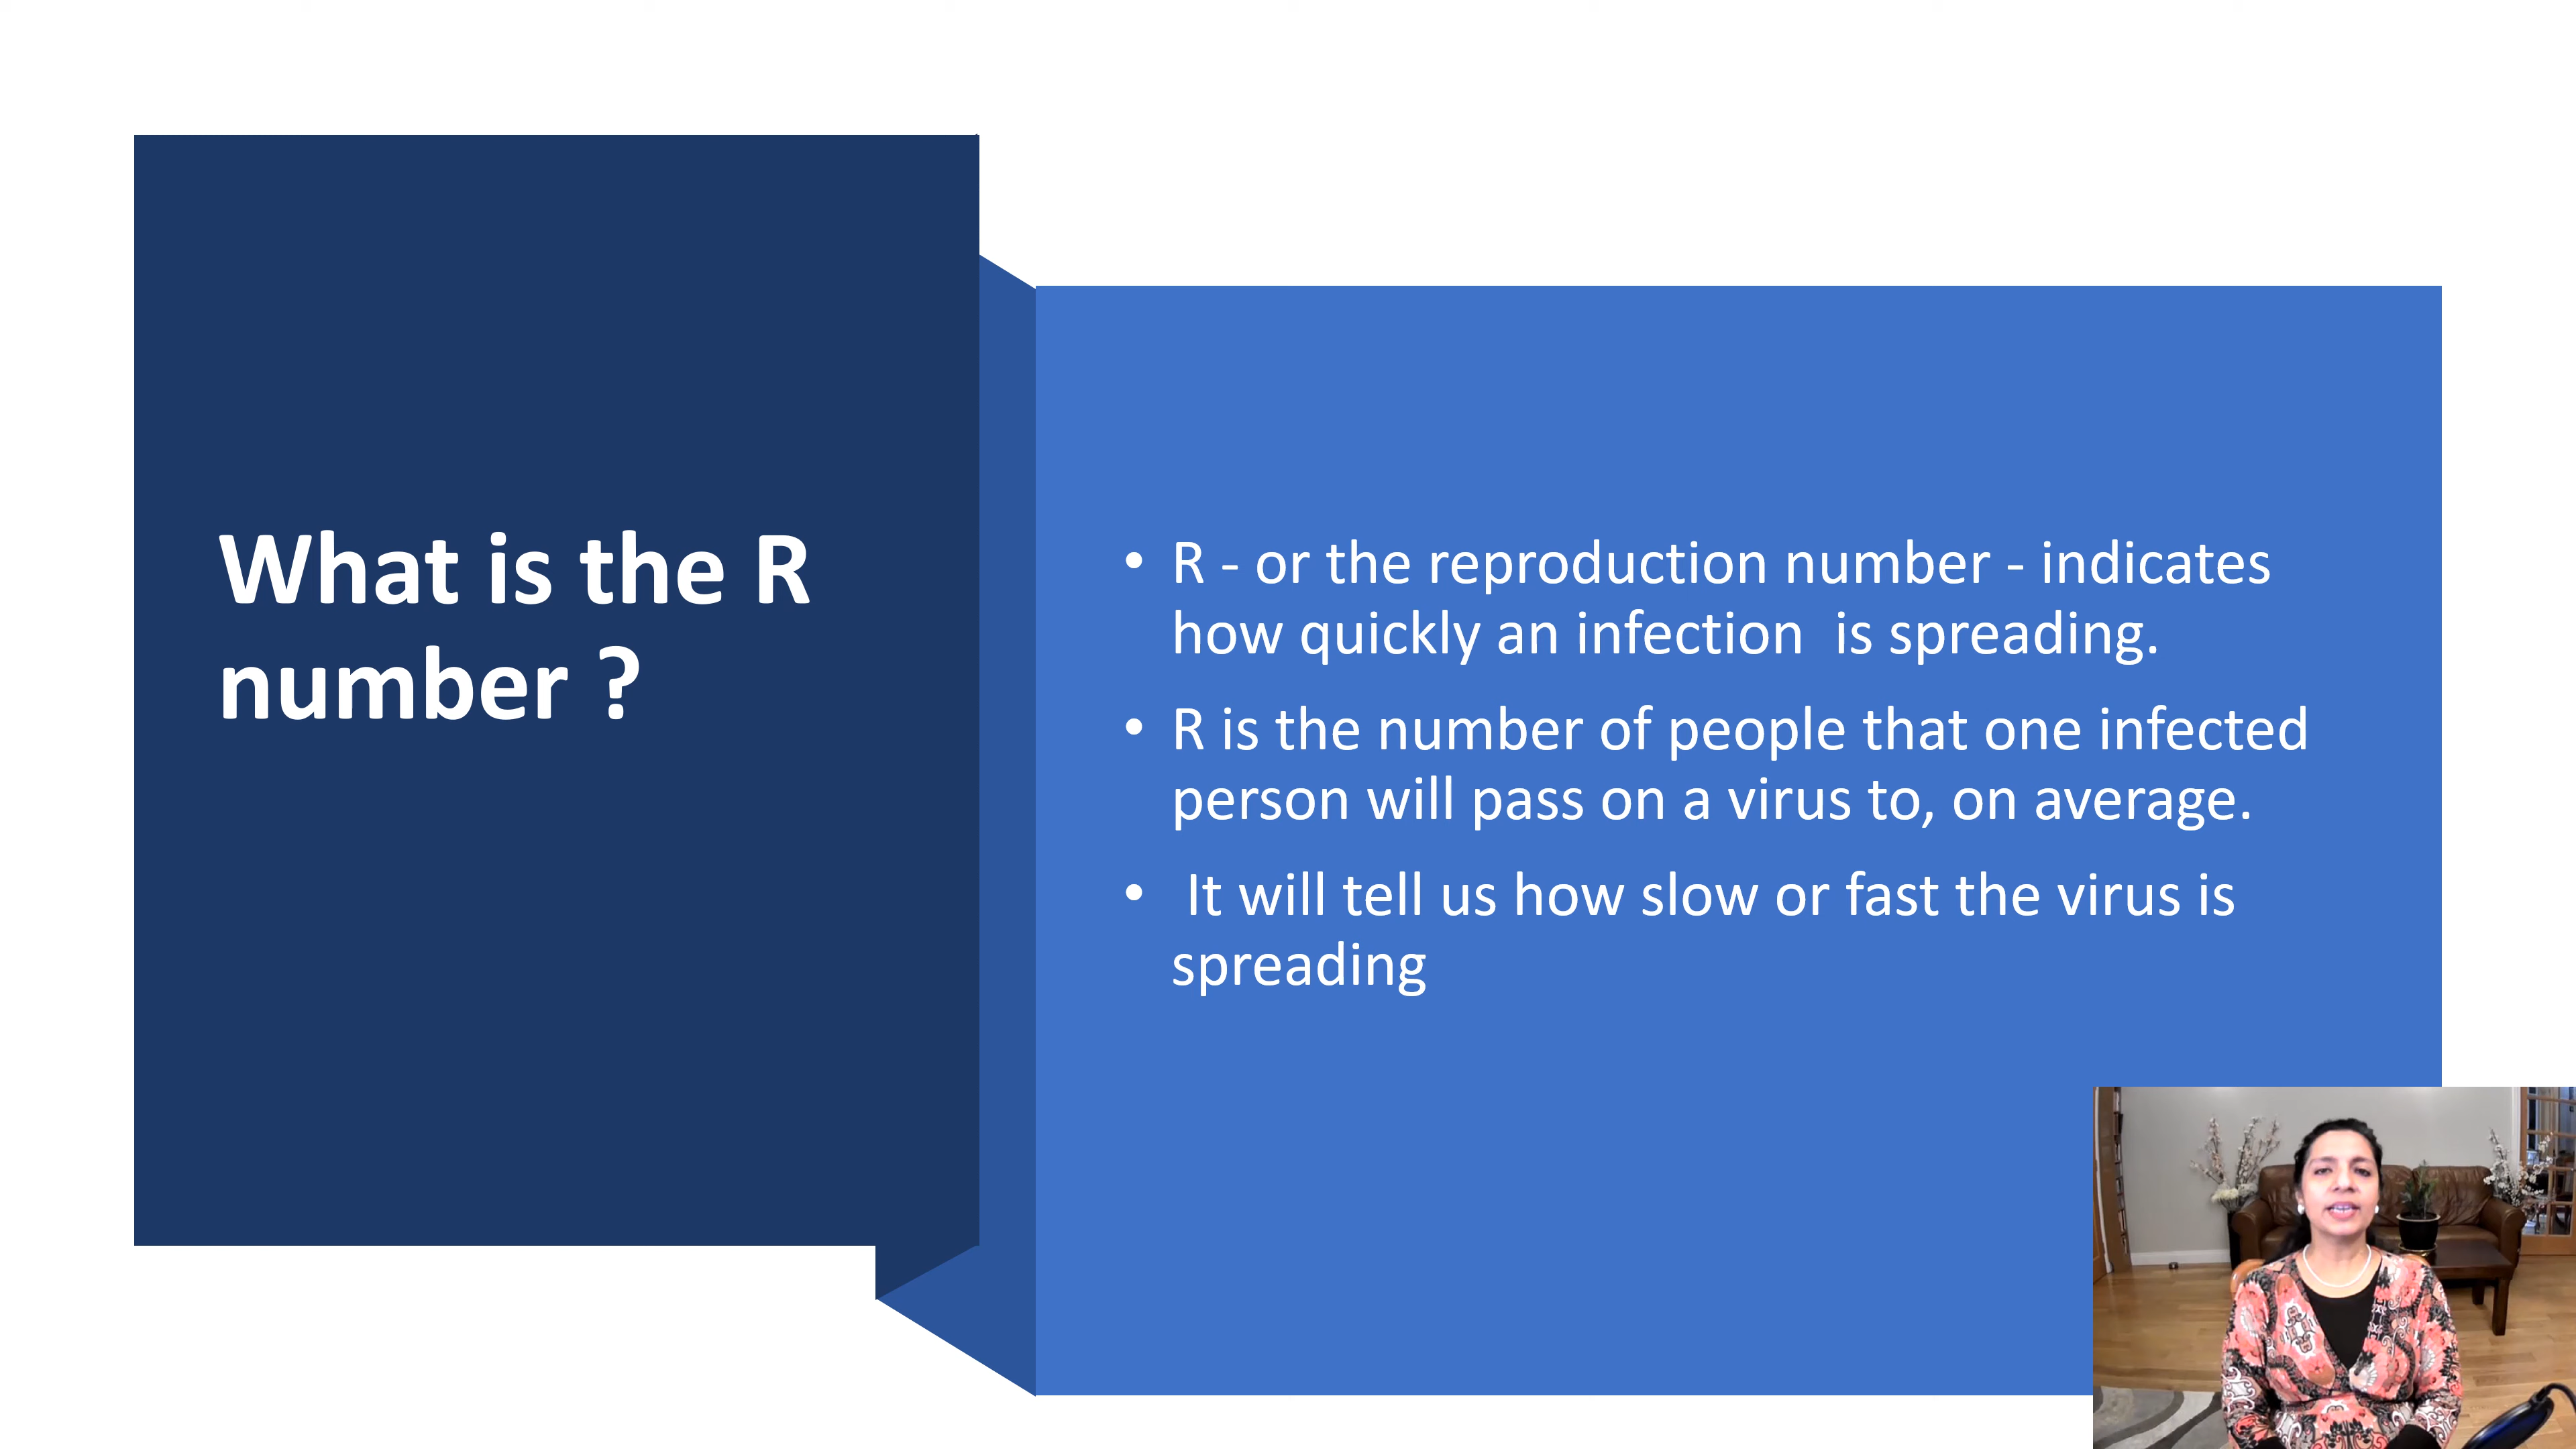 What is the R
number ?
• R - or the reproduction number - indicates
how quickly an infection  is spreading.
• R is the number of people that one infected
person will pass on a virus to, on average.
•  It will tell us how slow or fast the virus is
spreading